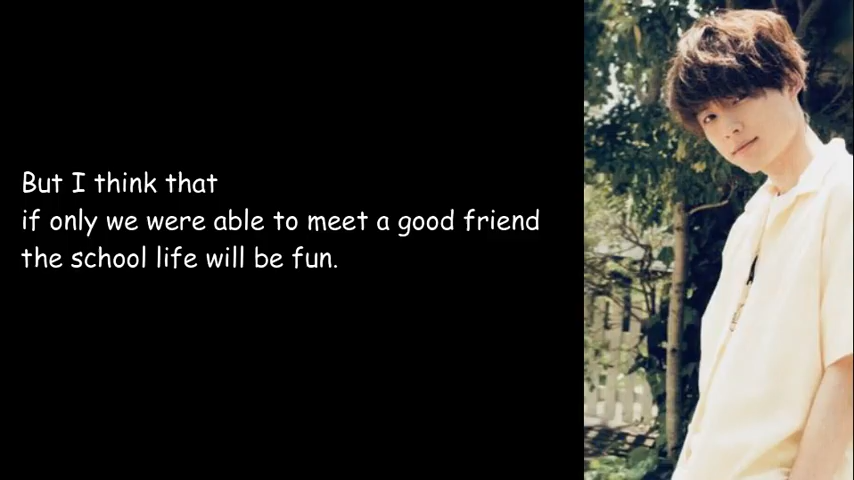 But I think that
if only we were able to meet a good friend
the school life will be fun.